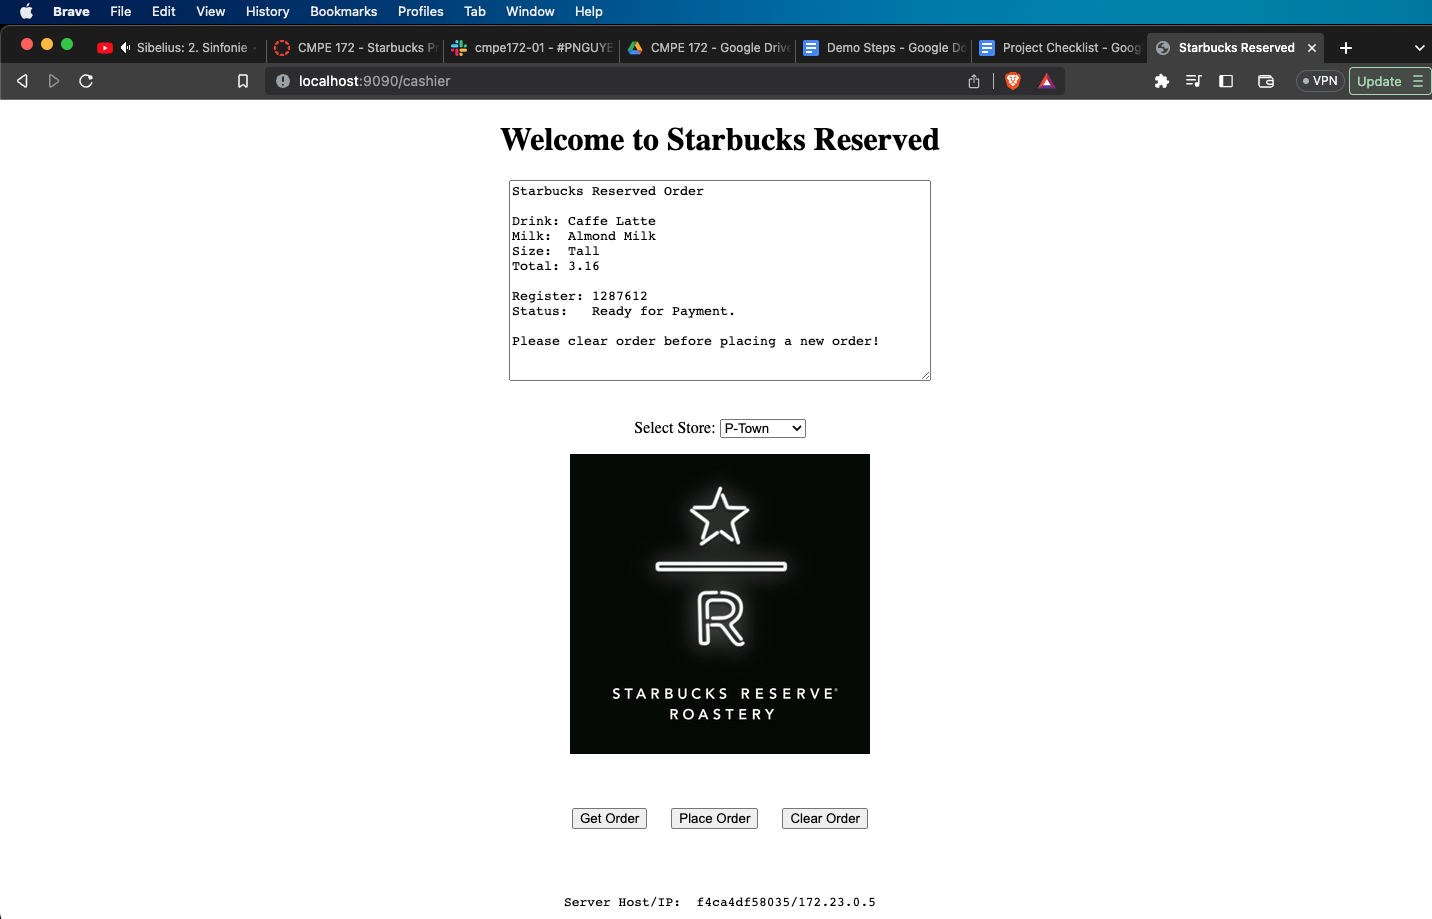 Brave File Edit View History Bookmarks Profiles Tab Window Help
Sibelius: 2. Sinfonie CMPE 172 - Starbucks Pr cmpe172-01 - #PNGUYE CMPE 172 - Google Drive Demo Steps - Google Do Project Checklist - Goog Starbucks Reserved
localhost:9090/cashier VPN Update
Welcome to Starbucks Reserved
Starbucks Reserved Order
Drink: Caffe Latte
Milk: Almond Milk
Size: Tall
Total: 3.16
Register: 1287612
Status: Ready for Payment.
Please clear order before placing a new order!
Select Store: P-Town
R
STARBUCKS RESERVE®
ROASTERY
Get Order Place Order Clear Order
Server Host/IP: f4ca4df58035/172.23.0.5